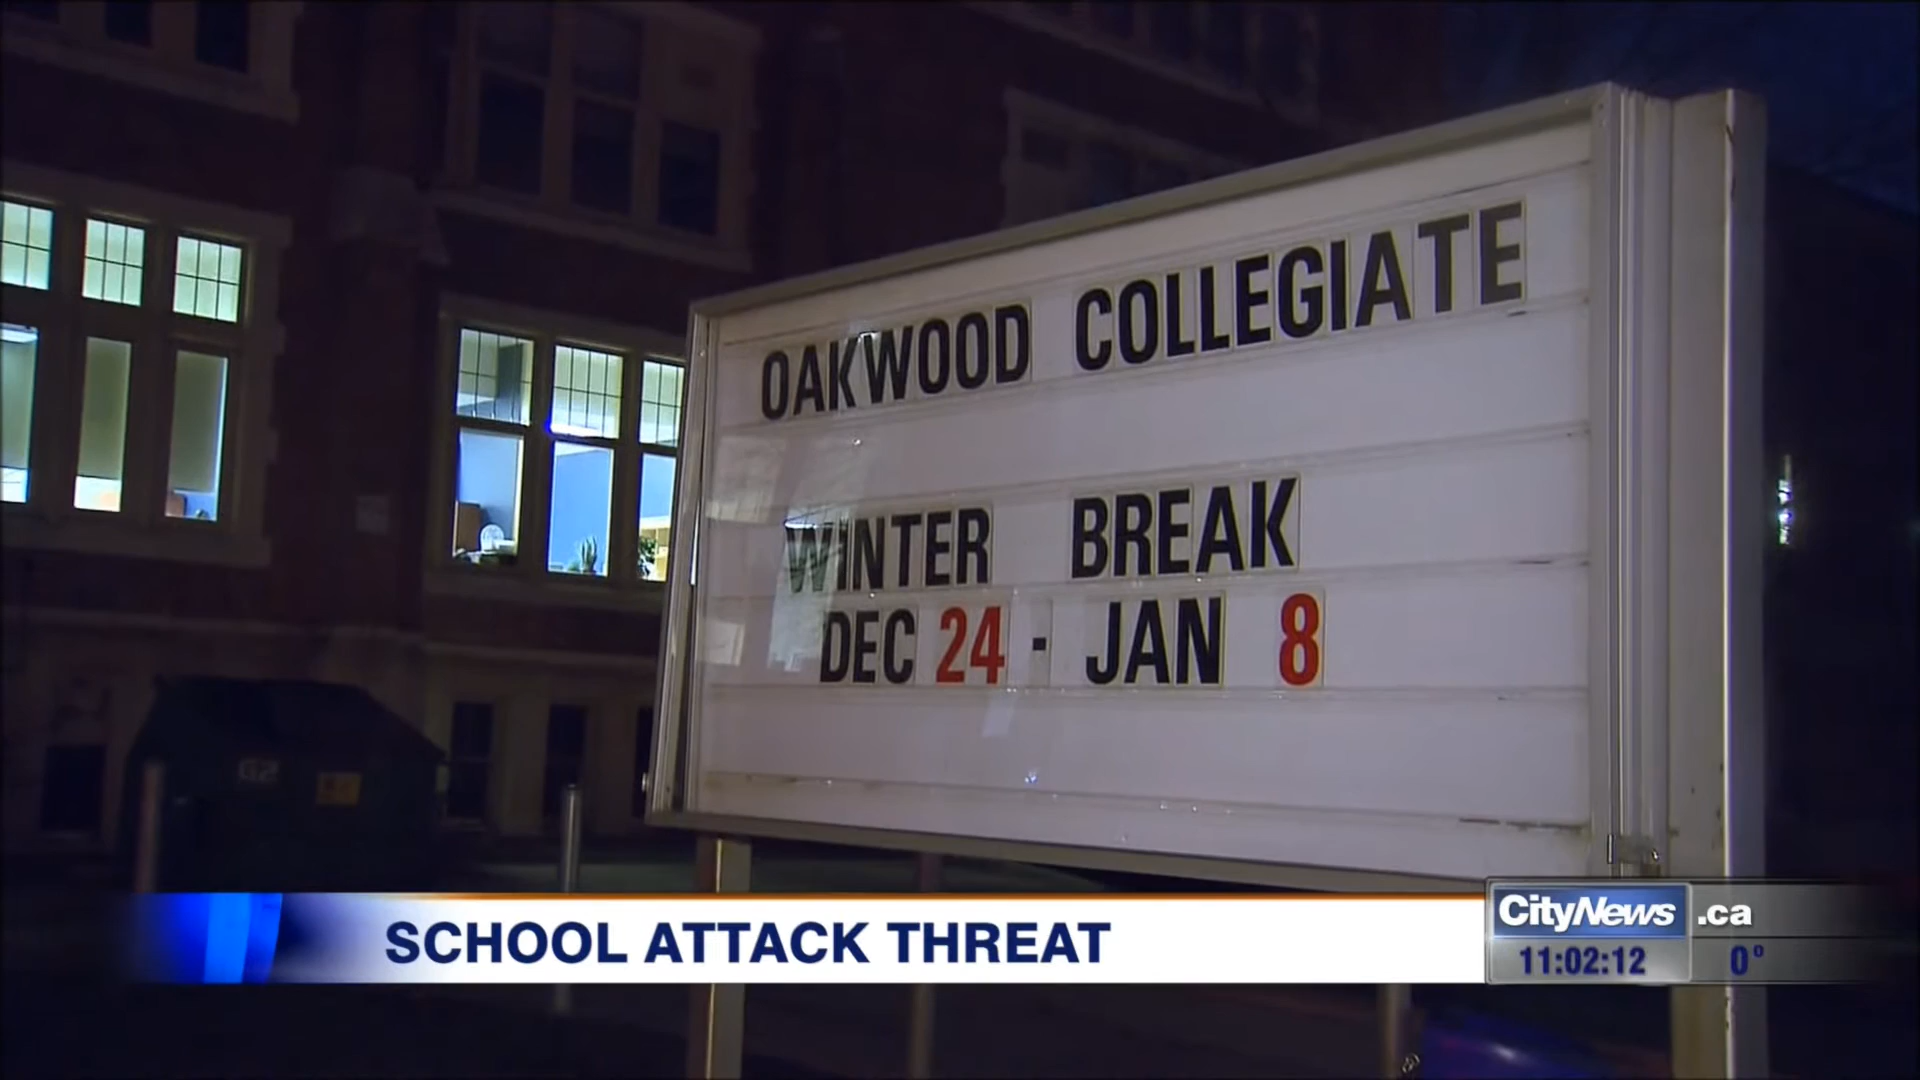 OAKWOOD COLLEGIATE
WINTER BREAK
DEC 24 - JAN 8
SCHOOL ATTACK THREAT
CityNews .ca
11:02:12 0°